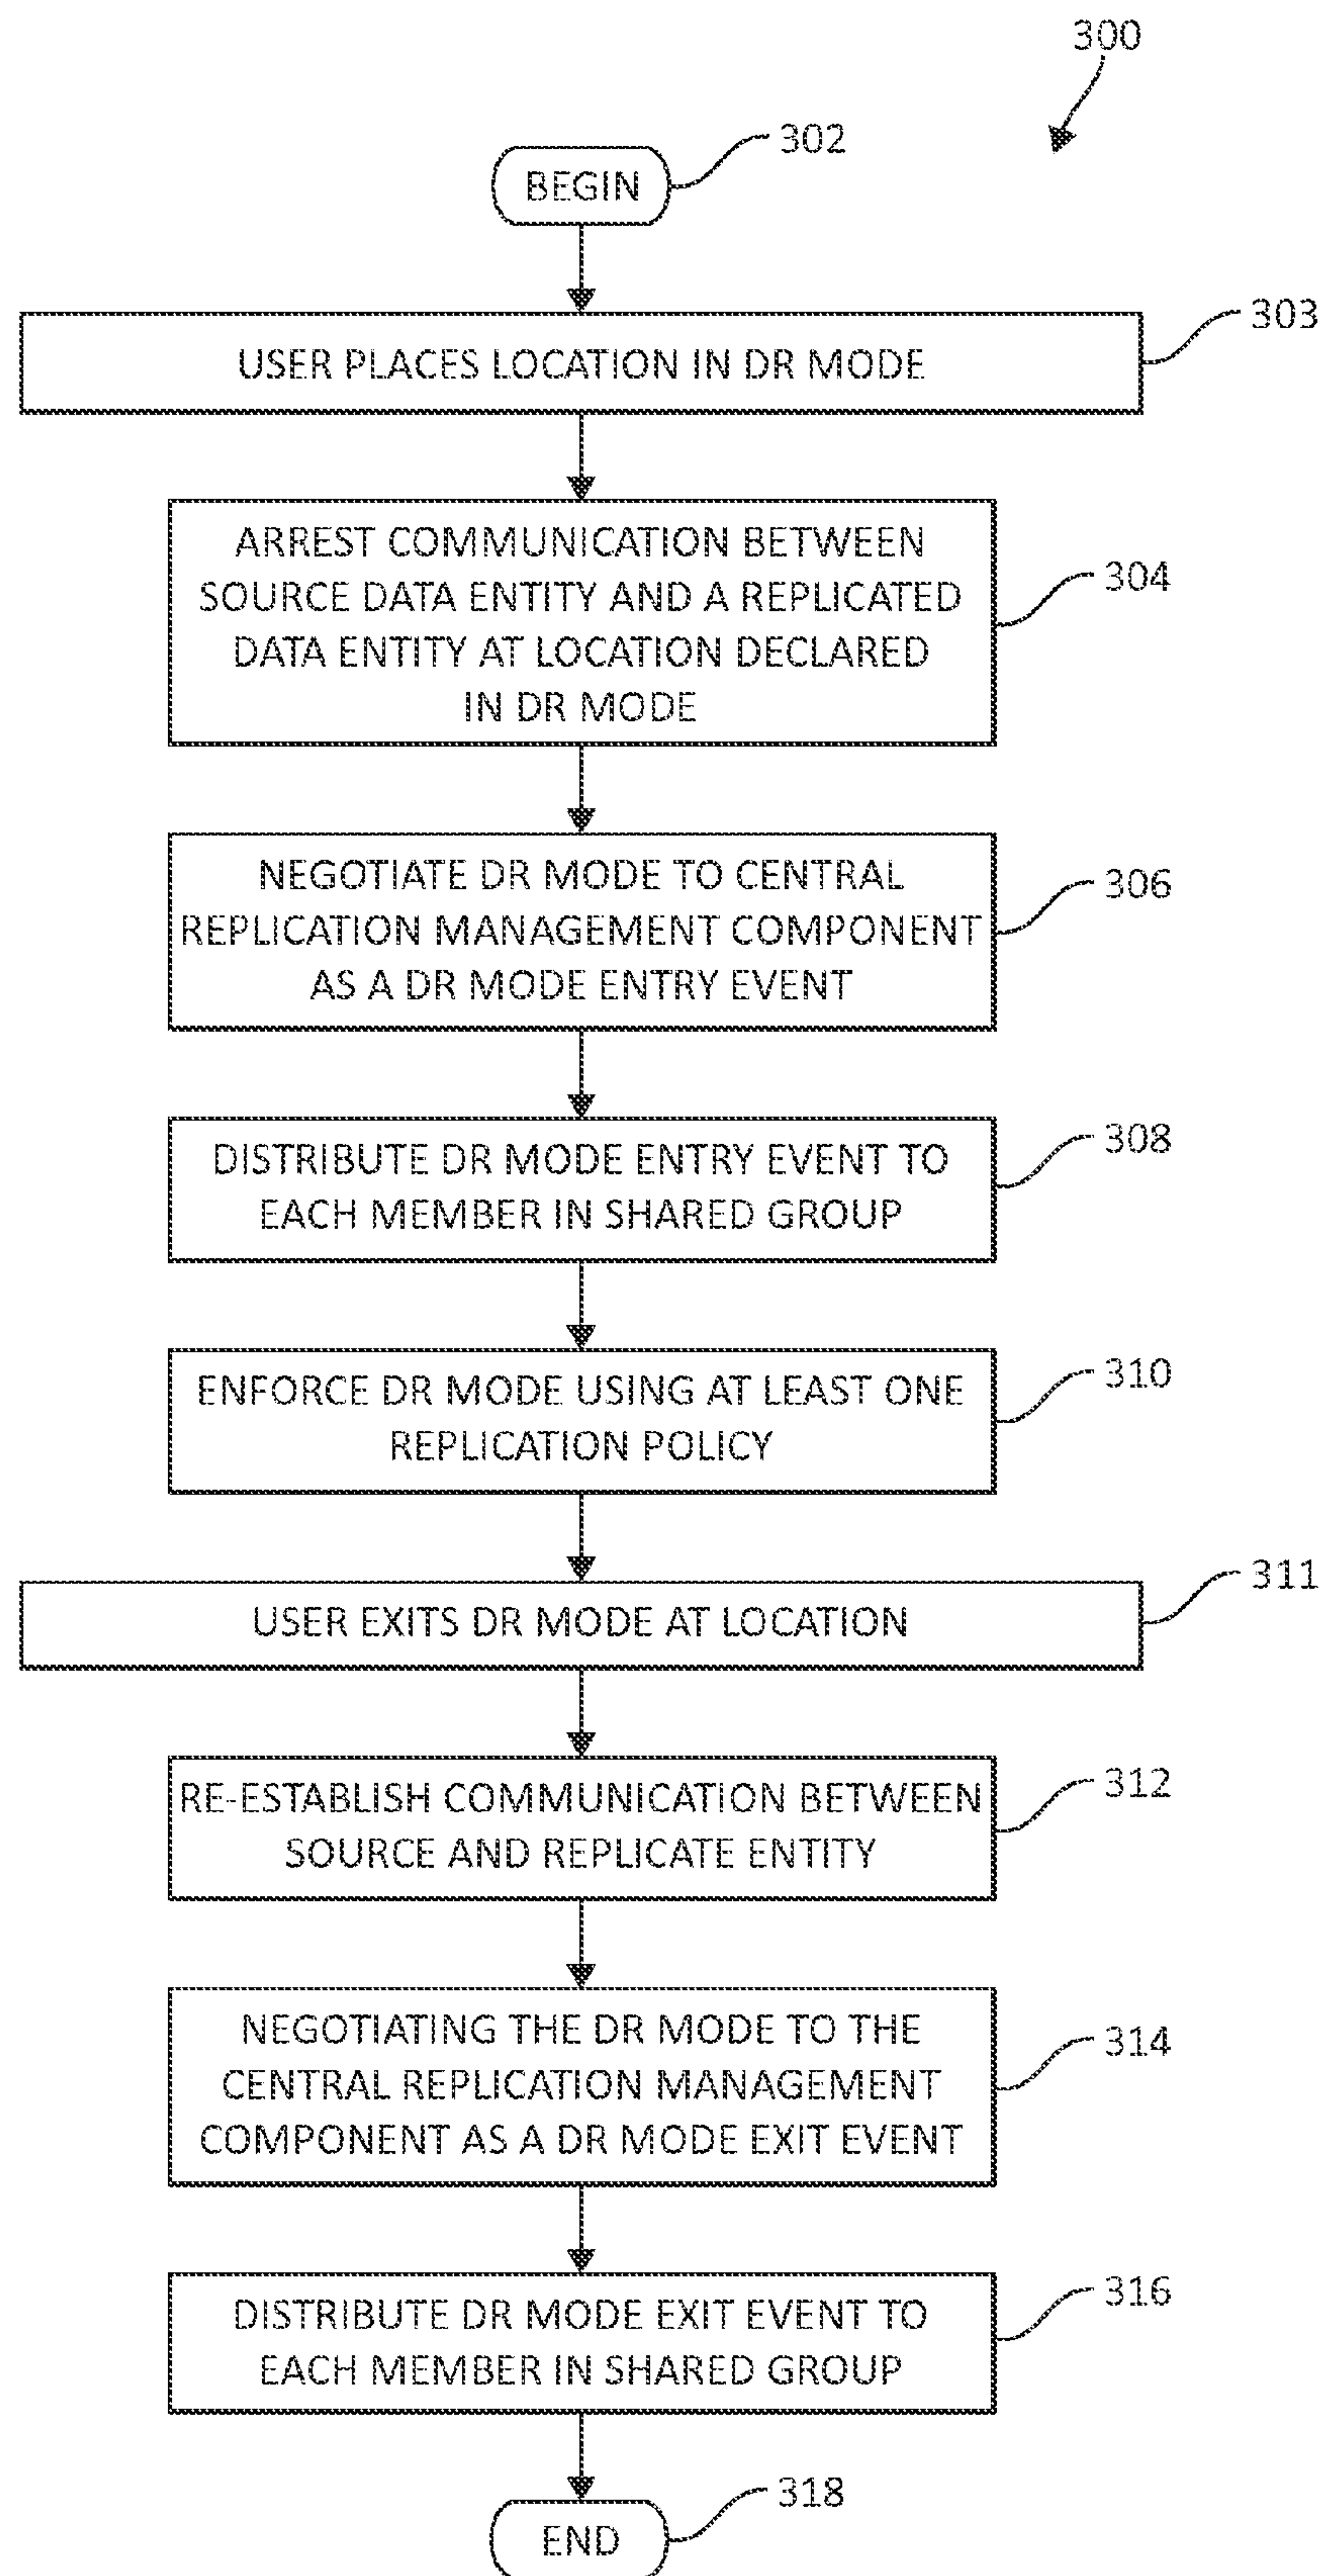 300
302
BEGIN
303
USER PLACES LOCATION IN DR MODE
ARREST COMMUNICATION BETWEEN
SOURCE DATA ENTITY AND A REPLICATED
DATA ENTITY AT LOCATION DECLARED
IN DR MODE
304
NEGOTIATE DR MODE TO CENTRAL
REPLICATION MANAGEMENT COMPONENT
AS A DR MODE ENTRY EVENT
306
DISTRIBUTE DR MODE ENTRY EVENT TO
EACH MEMBER IN SHARED GROUP
308
ENFORCE DR MODE USING AT LEAST ONE
REPLICATION POLICY
310
311
USER EXITS DR MODE AT LOCATION
RE-ESTABLISH COMMUNICATION BETWEEN
SOURCE AND REPLICATE ENTITY
312
NEGOTIATING THE DR MODE TO THE
CENTRAL REPLICATION MANAGEMENT
COMPONENT AS A DR MODE EXIT EVENT
314
DISTRIBUTE DR MODE EXIT EVENT TO
EACH MEMBER IN SHARED GROUP
316
318
END